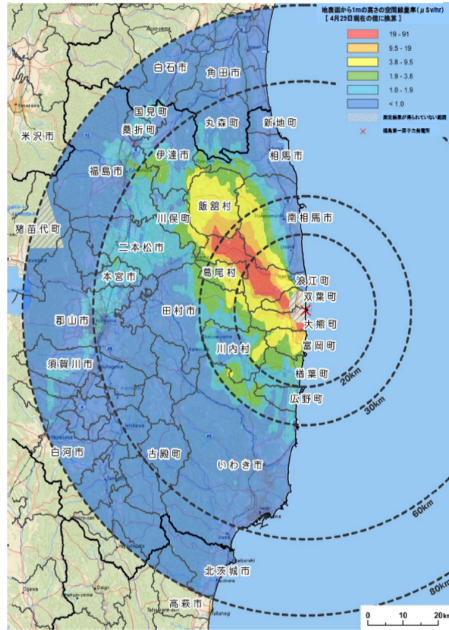 地表面から1mの高さの空間線量率(μSv/hr)
[ 4月29日現在の値に換算 ]
19 - 91
9.5 - 19
3.8 - 9.5
1.9 - 3.8
1.0 - 1.9
< 1.0
測定結果が得られていない範囲
福島第一原子力発電所
白石市
角田市
国見町
米沢市
桑折町
丸森町
新地町
伊達市
相馬市
福島市
飯舘村
猪苗代町
川俣町
南相馬市
二本松市
本宮市
葛尾村
浪江町
双葉町
郡山市
田村市
大熊町
川内村
富岡町
須賀川市
楢葉町
20km
広野町
30km
白河市
古殿町
いわき市
60km
北茨城市
80km
高萩市
0 10 20km